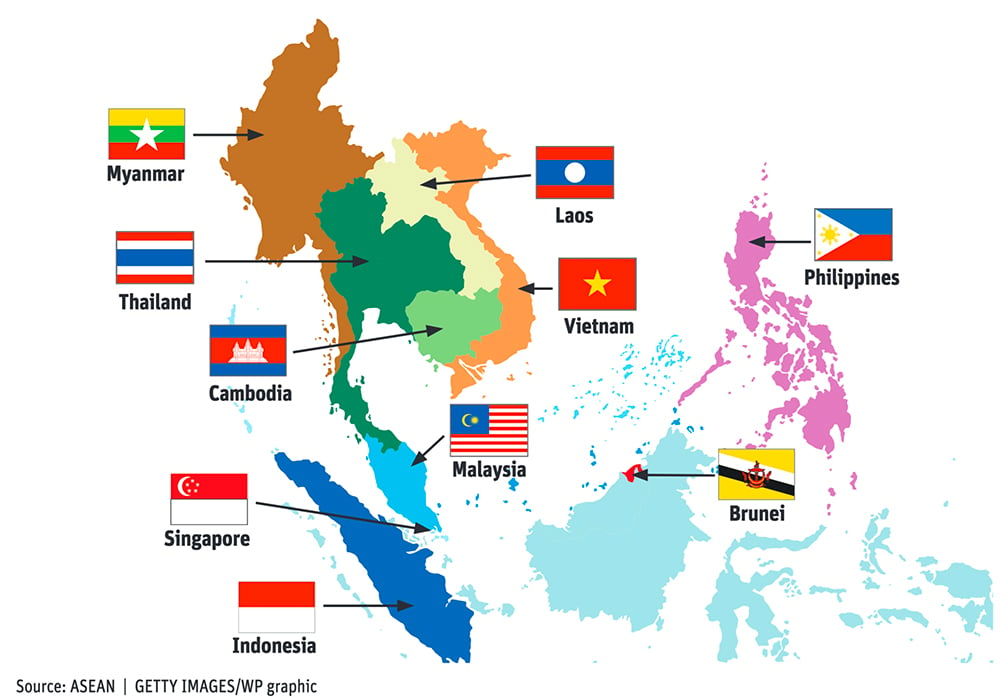 Myanmar
Laos
Thailand
Philippines
Vietnam
Cambodia
Malaysia
Singapore
Brunei
Indonesia
Source: ASEAN | GETTY IMAGES/WP graphic